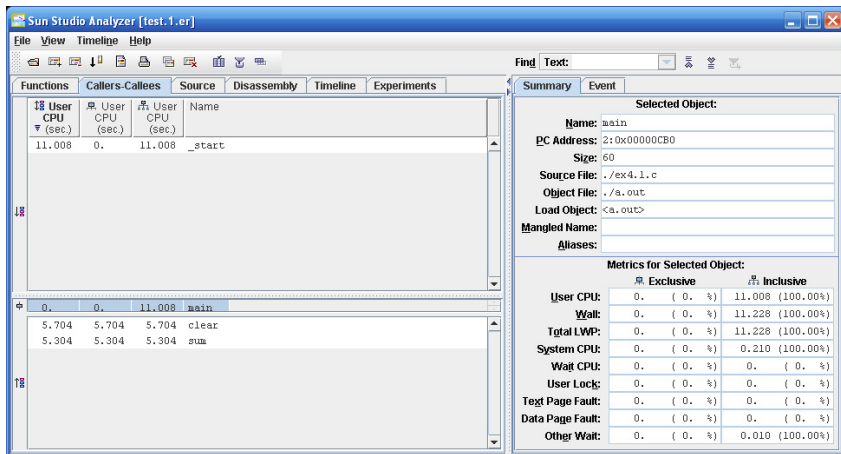 Sun Studio Analyzer [test.1.er]
File View Timeline Help
Find Text:
Functions Callers-Callees Source Disassembly Timeline Experiments
Summary Event
User CPU (sec.) User CPU (sec.) User CPU (sec.) Name
11.008 0. 11.008 _start
0. 0. 11.008 main
5.704 5.704 5.704 clear
5.304 5.304 5.304 sum
Selected Object:
Name: main
PC Address: 2:0x00000CB0
Size: 60
Source File: ./ex4.1.c
Object File: ./a.out
Load Object: <a.out>
Mangled Name:
Aliases:
Metrics for Selected Object:
Exclusive Inclusive
User CPU: 0. ( 0. %) 11.008 (100.00%)
Wall: 0. ( 0. %) 11.228 (100.00%)
Total LWP: 0. ( 0. %) 11.228 (100.00%)
System CPU: 0. ( 0. %) 0.210 (100.00%)
Wait CPU: 0. ( 0. %) 0. ( 0. %)
User Lock: 0. ( 0. %) 0. ( 0. %)
Text Page Fault: 0. ( 0. %) 0. ( 0. %)
Data Page Fault: 0. ( 0. %) 0. ( 0. %)
Other Wait: 0. ( 0. %) 0.010 (100.00%)